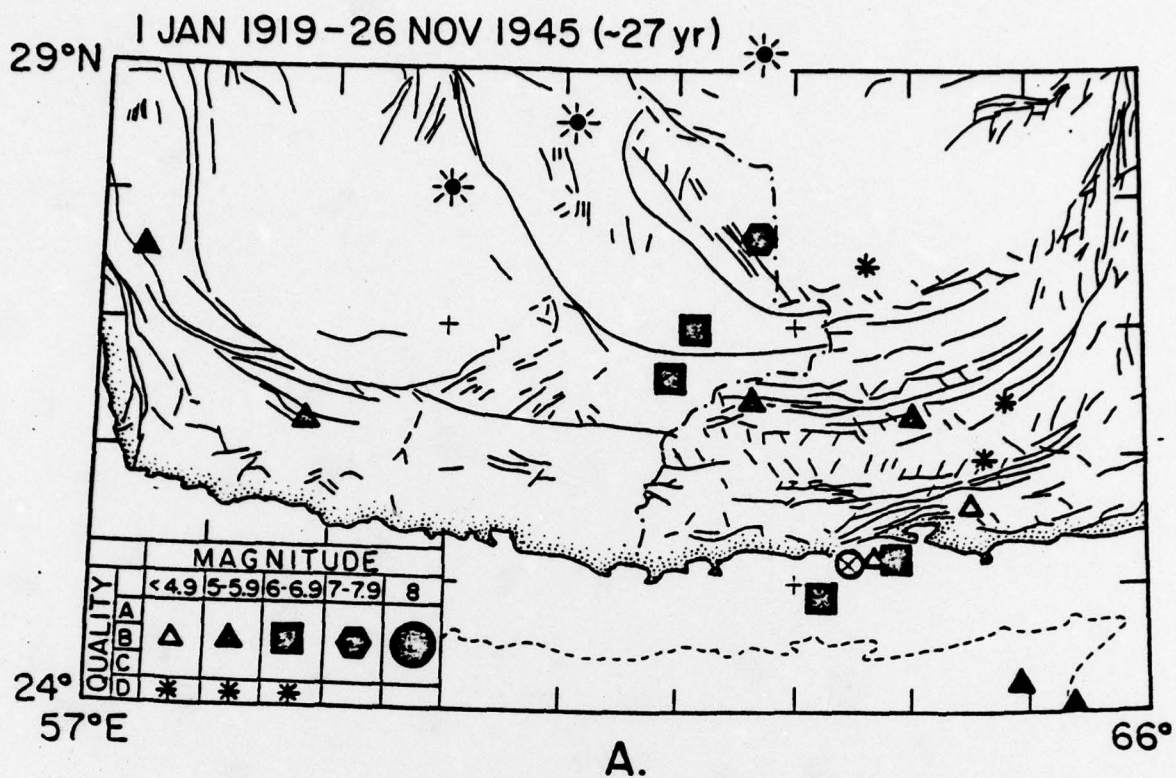 1 JAN 1919-26 NOV 1945 (~27 yr)
29°N
MAGNITUDE
QUALITY
<4.9 5-5.9 6-6.9 7-7.9 8
A
B
C
D
24°
57°E
66°
A.